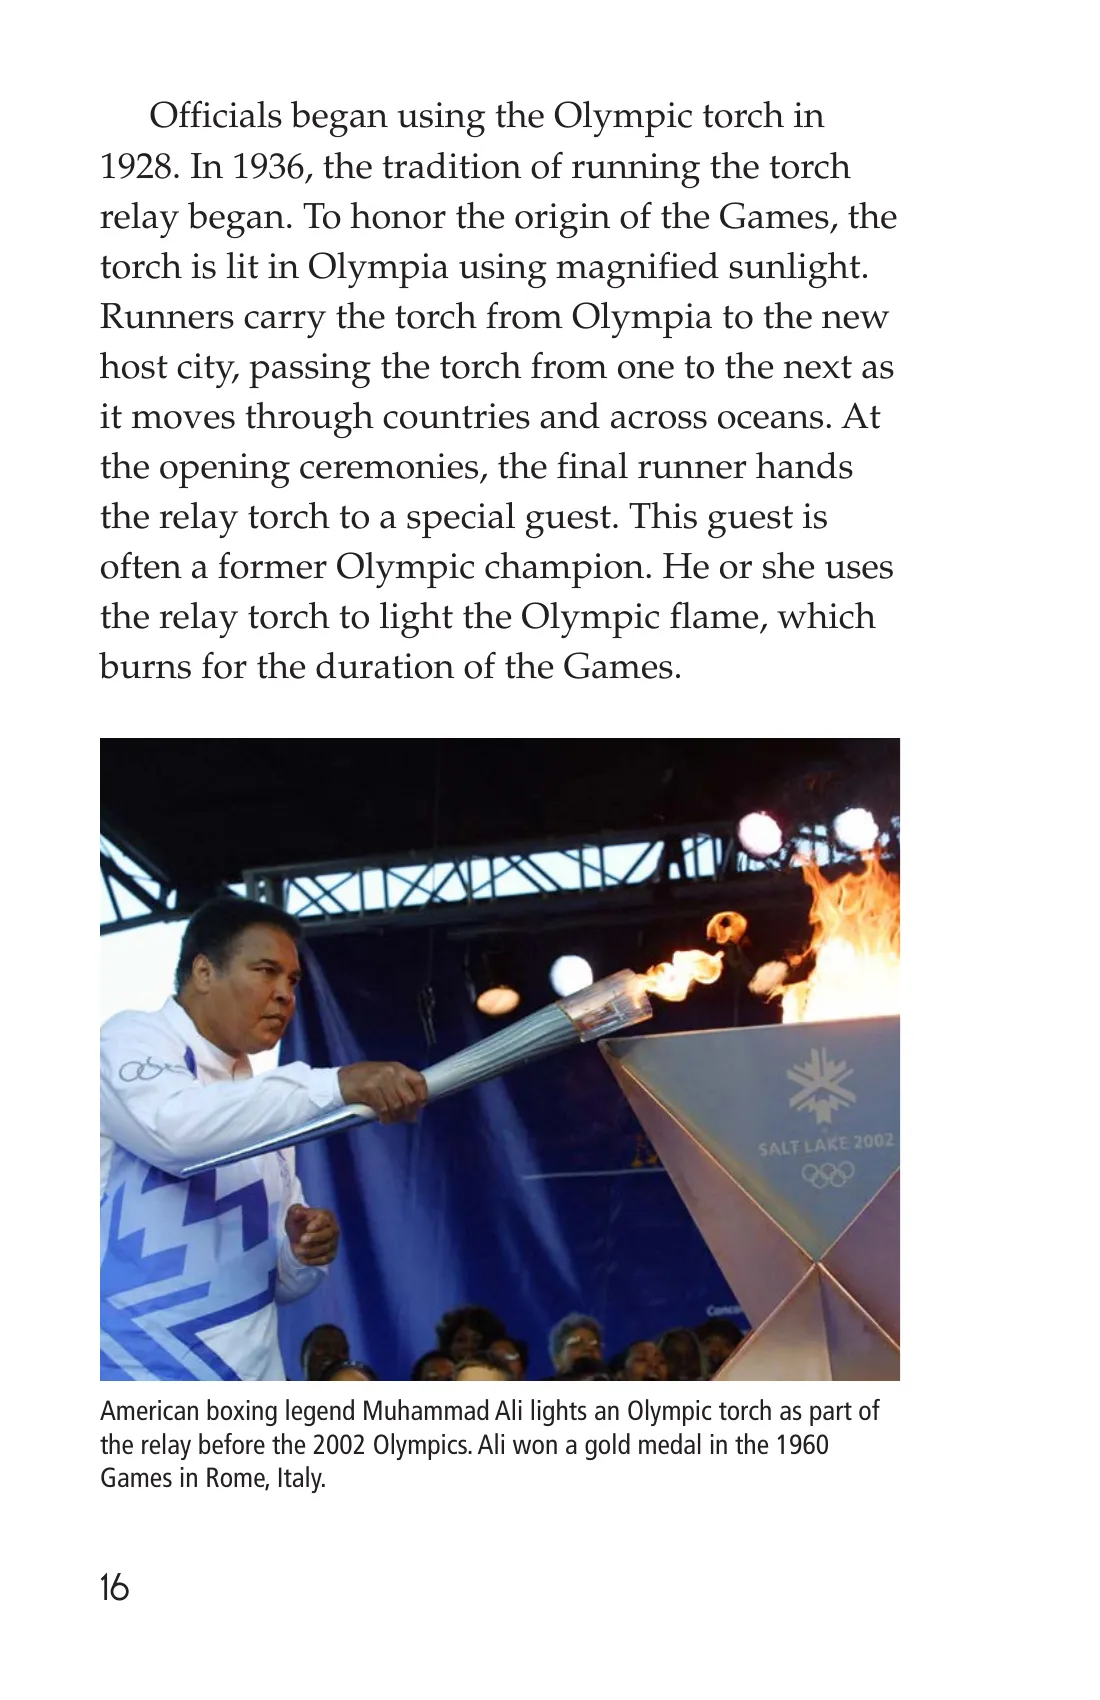 Officials began using the Olympic torch in
1928. In 1936, the tradition of running the torch
relay began. To honor the origin of the Games, the
torch is lit in Olympia using magnified sunlight.
Runners carry the torch from Olympia to the new
host city, passing the torch from one to the next as
it moves through countries and across oceans. At
the opening ceremonies, the final runner hands
the relay torch to a special guest. This guest is
often a former Olympic champion. He or she uses
the relay torch to light the Olympic flame, which
burns for the duration of the Games.
SALT LAKE 2002
American boxing legend Muhammad Ali lights an Olympic torch as part of
the relay before the 2002 Olympics. Ali won a gold medal in the 1960
Games in Rome, Italy.
16